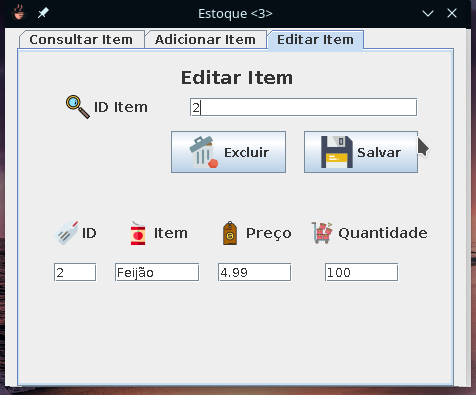 Estoque <3>
Consultar Item Adicionar Item Editar Item
Editar Item
ID Item 2
Excluir Salvar
ID Item Preço Quantidade
2 Feijão 4.99 100